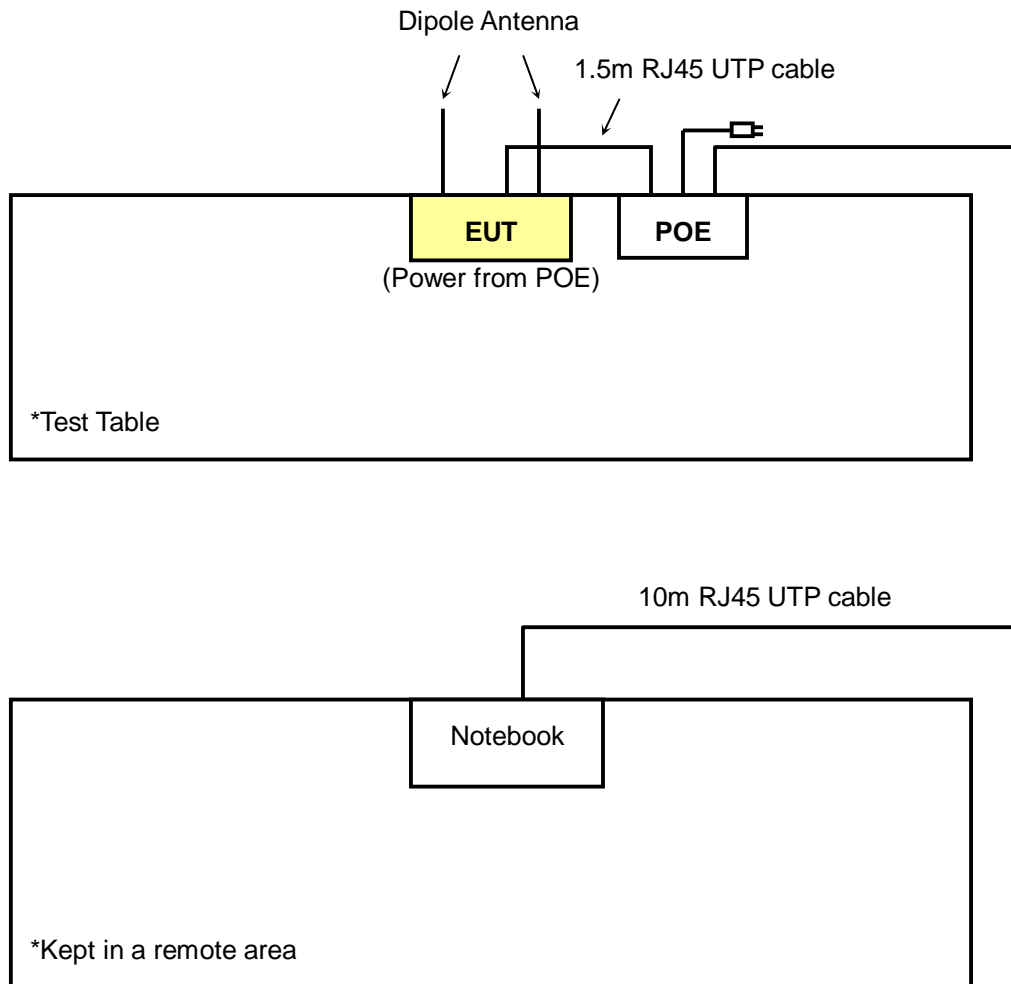 Dipole Antenna
1.5m RJ45 UTP cable
EUT
POE
(Power from POE)
*Test Table
10m RJ45 UTP cable
Notebook
*Kept in a remote area